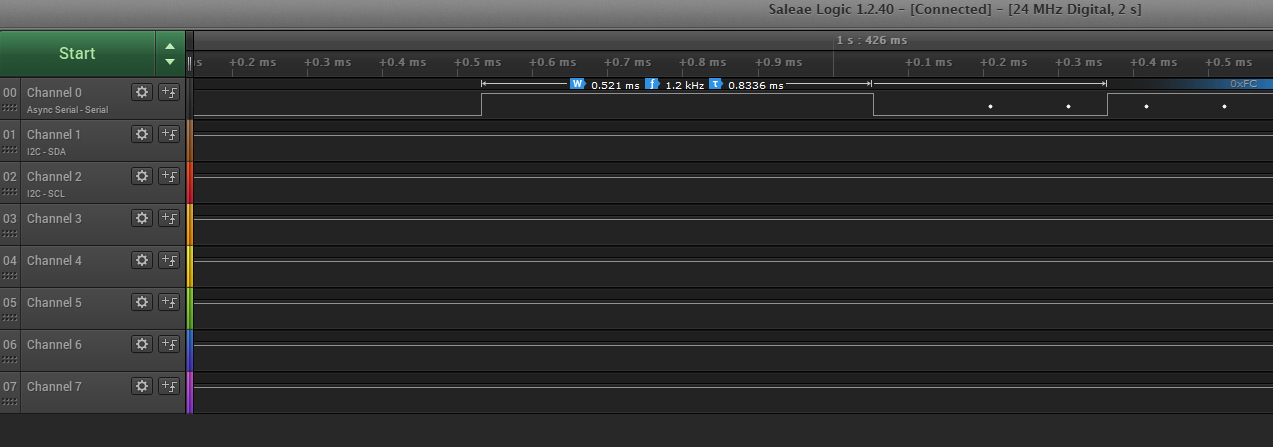 Saleae Logic 1.2.40 - [Connected] - [24 MHz Digital, 2 s]
Start
1 s : 426 ms
+0.2 ms +0.3 ms +0.4 ms +0.5 ms +0.6 ms +0.7 ms +0.8 ms +0.9 ms +0.1 ms +0.2 ms +0.3 ms +0.4 ms +0.5 ms
W 0.521 ms f 1.2 kHz T 0.8336 ms
0xFC
00 Channel 0
Async Serial - Serial
01 Channel 1
I2C - SDA
02 Channel 2
I2C - SCL
03 Channel 3
04 Channel 4
05 Channel 5
06 Channel 6
07 Channel 7